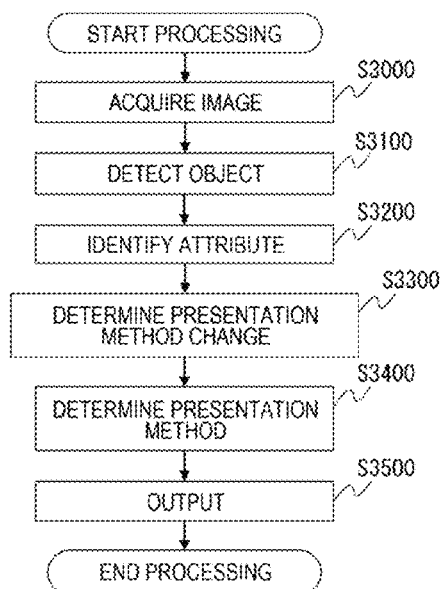 START PROCESSING
S3000
ACQUIRE IMAGE
S3100
DETECT OBJECT
S3200
IDENTIFY ATTRIBUTE
S3300
DETERMINE PRESENTATION
METHOD CHANGE
S3400
DETERMINE PRESENTATION
METHOD
S3500
OUTPUT
END PROCESSING